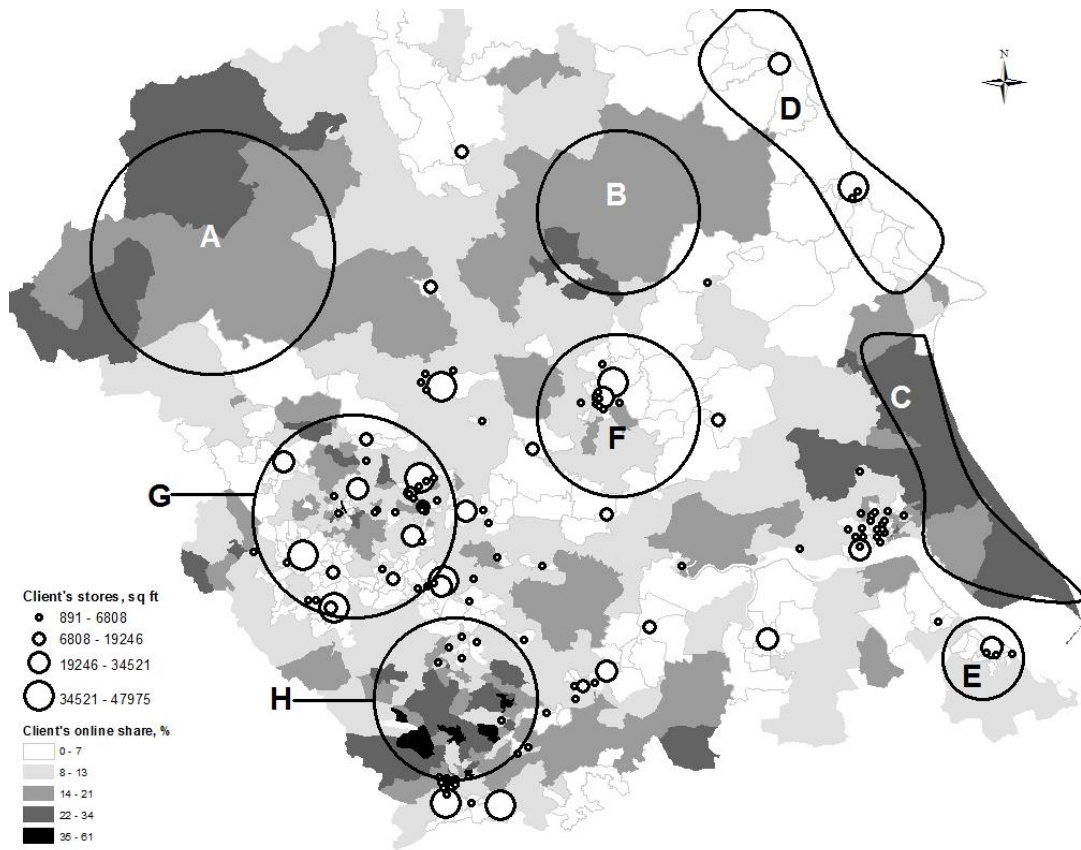 N
D
B
A
C
F
G
E
H
Client's stores, sq ft
891 - 6808
6808 - 19246
19246 - 34521
34521 - 47975
Client's online share, %
0 - 7
8 - 13
14 - 21
22 - 34
35 - 61